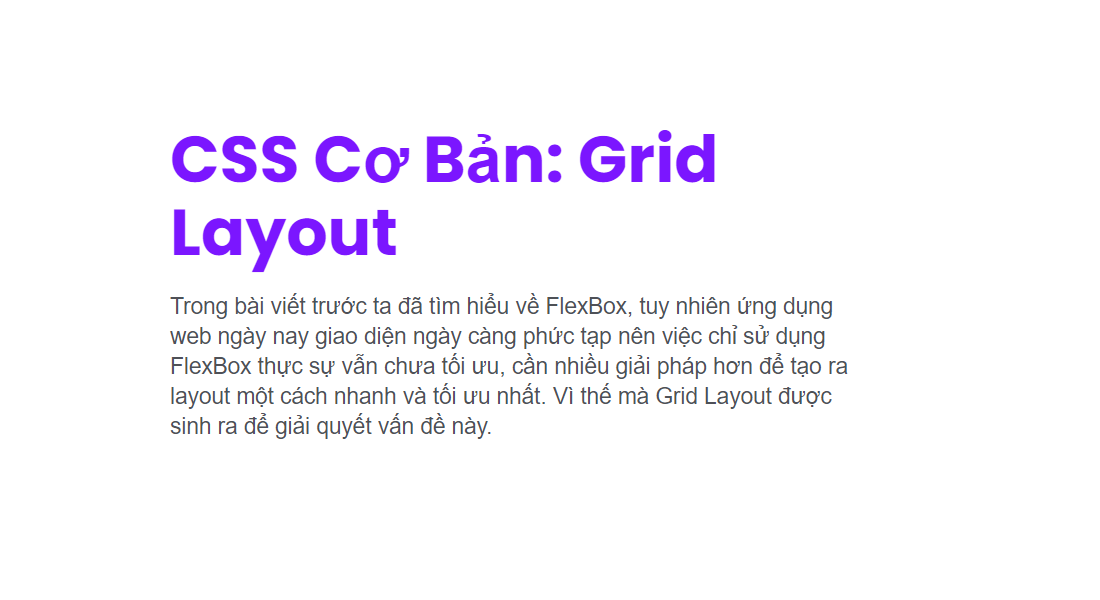 CSS Cơ Bản: Grid
Layout
Trong bài viết trước ta đã tìm hiểu về FlexBox, tuy nhiên ứng dụng
web ngày nay giao diện ngày càng phức tạp nên việc chỉ sử dụng
FlexBox thực sự vẫn chưa tối ưu, cần nhiều giải pháp hơn để tạo ra
layout một cách nhanh và tối ưu nhất. Vì thế mà Grid Layout được
sinh ra để giải quyết vấn đề này.